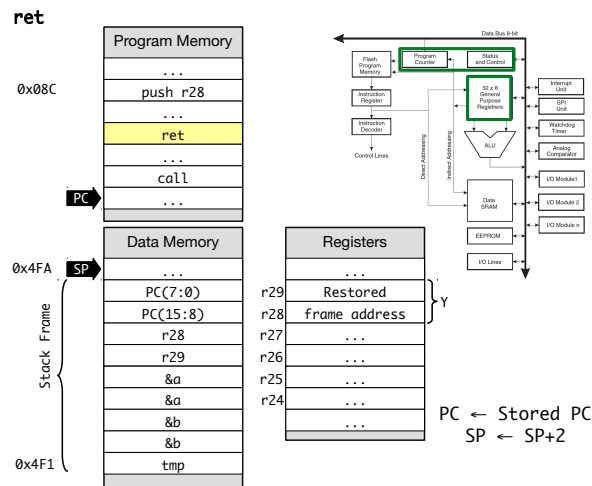 ret
Program Memory
...
0x08C
push r28
...
ret
...
call
PC
...
Data Memory
0x4FA
SP
...
PC(7:0)
PC(15:8)
r28
r29
&a
&a
&b
&b
0x4F1
tmp
Stack Frame
Registers
...
r29
Restored
r28
frame address
Y
r27
...
r26
...
r25
...
r24
...
...
PC ← Stored PC
SP ← SP+2
Data Bus 8-bit
Flash
Program
Memory
Program
Counter
Status
and Control
Instruction
Register
32 x 8
General
Purpose
Registrers
Interrupt
Unit
SPI
Unit
Instruction
Decoder
Watchdog
Timer
Control Lines
Direct Addressing
Indirect Addressing
ALU
Analog
Comparator
I/O Module1
Data
SRAM
I/O Module 2
I/O Module n
EEPROM
I/O Lines